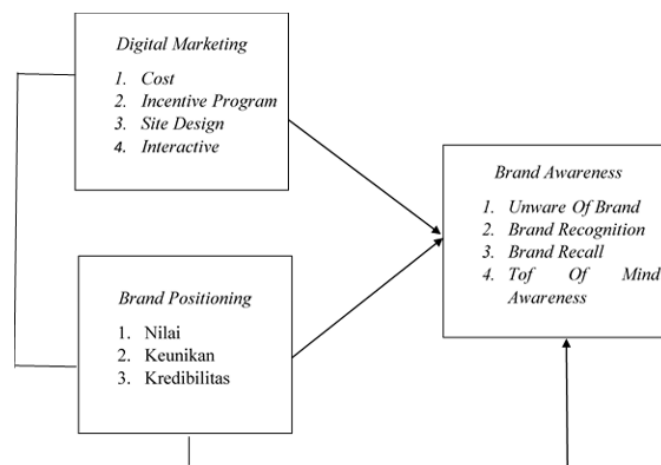 Digital Marketing
1. Cost
2. Incentive Program
3. Site Design
4. Interactive
Brand Positioning
1. Nilai
2. Keunikan
3. Kredibilitas
Brand Awareness
1. Unware Of Brand
2. Brand Recognition
3. Brand Recall
4. Tof Of Mind
Awareness